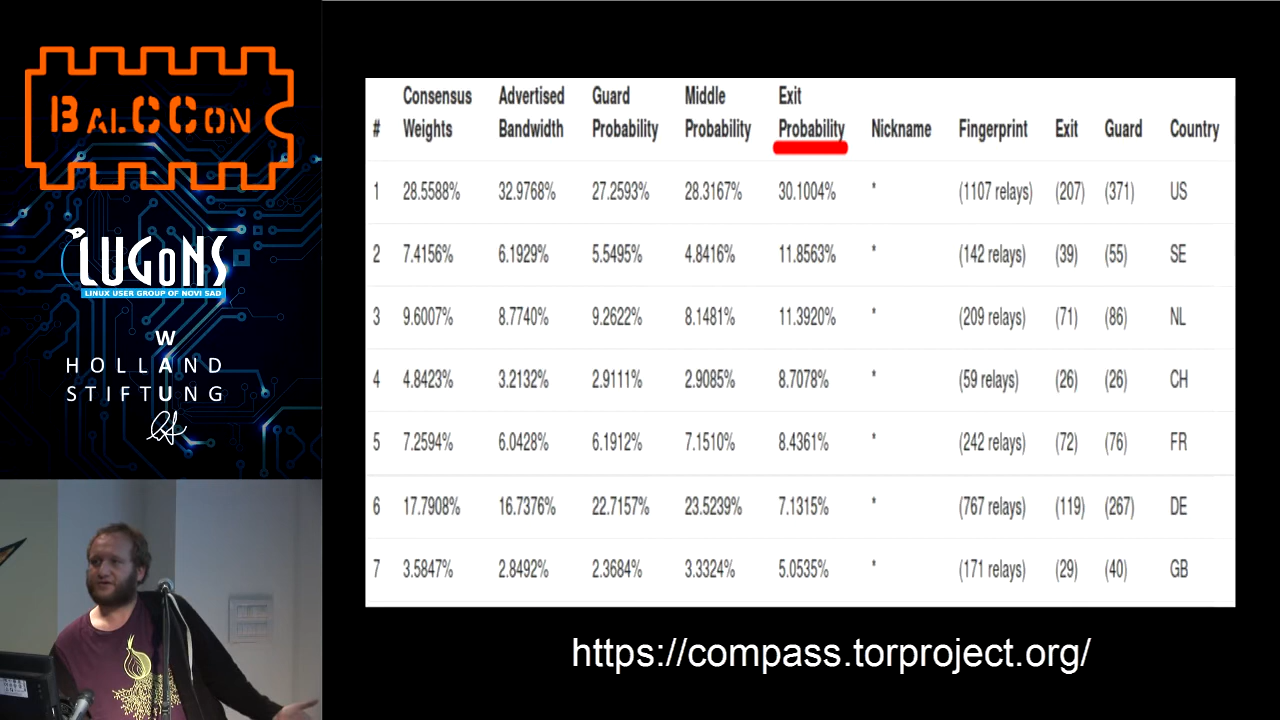 BALCCON
LUGONS
LINUX USER GROUP OF NOVI SAD
W
HOLLAND
STIFTUNG
# Consensus Weights Advertised Bandwidth Guard Probability Middle Probability Exit Probability Nickname Fingerprint Exit Guard Country
1 28.5588% 32.9768% 27.2593% 28.3167% 30.1004% * (1107 relays) (207) (371) US
2 7.4156% 6.1929% 5.5495% 4.8416% 11.8563% * (142 relays) (39) (55) SE
3 9.6007% 8.7740% 9.2622% 8.1481% 11.3920% * (209 relays) (71) (86) NL
4 4.8423% 3.2132% 2.9111% 2.9085% 8.7078% * (59 relays) (26) (26) CH
5 7.2594% 6.0428% 6.1912% 7.1510% 8.4361% * (242 relays) (72) (76) FR
6 17.7908% 16.7376% 22.7157% 23.5239% 7.1315% * (767 relays) (119) (267) DE
7 3.5847% 2.8492% 2.3684% 3.3324% 5.0535% * (171 relays) (29) (40) GB
https://compass.torproject.org/